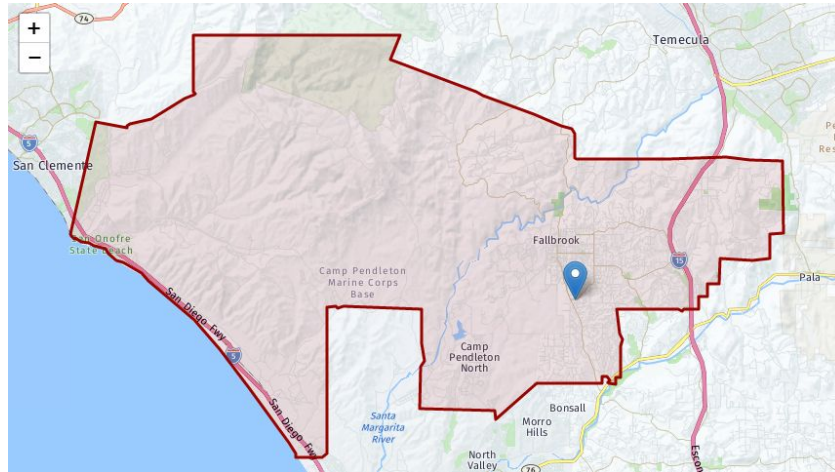 +
−
74
Temecula
5
San Clemente
San Onofre
State Beach
Fallbrook
15
Pala
Camp Pendleton
Marine Corps
Base
San Diego Fwy
5
Camp
Pendleton
North
Bonsall
Morro
Hills
San Diego Fwy
Santa
Margarita
River
North
Valley
76
Escon